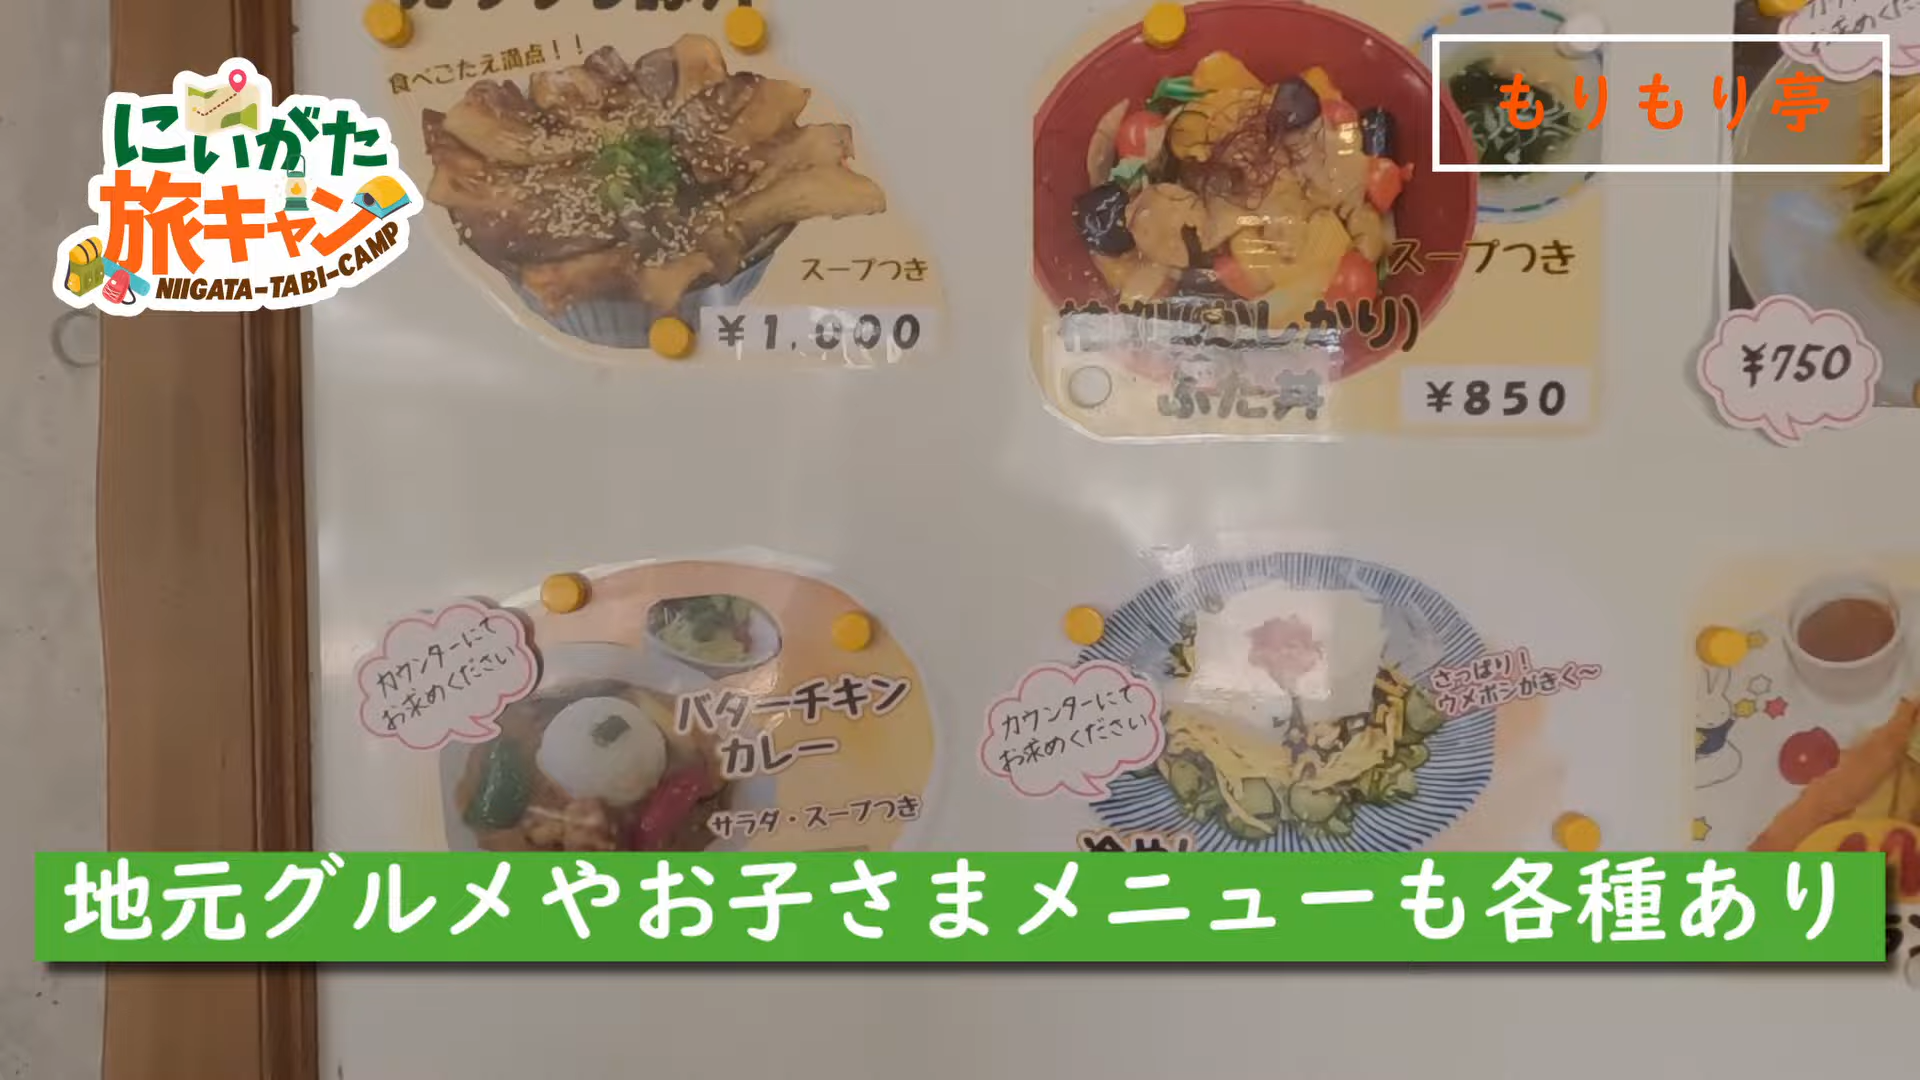 食べごたえ満点！！
スープつき
￥1,000
にいがた
旅キャン
NIIGATA-TABI-CAMP
もりもり亭
スープつき
ぶた丼
￥850
¥750
カウンターにて
お求めください
バターチキン
カレー
サラダ・スープつき
カウンターにて
お求めください
さっぱり！
ウメボシがきく〜
地元グルメやお子さまメニューも各種あり